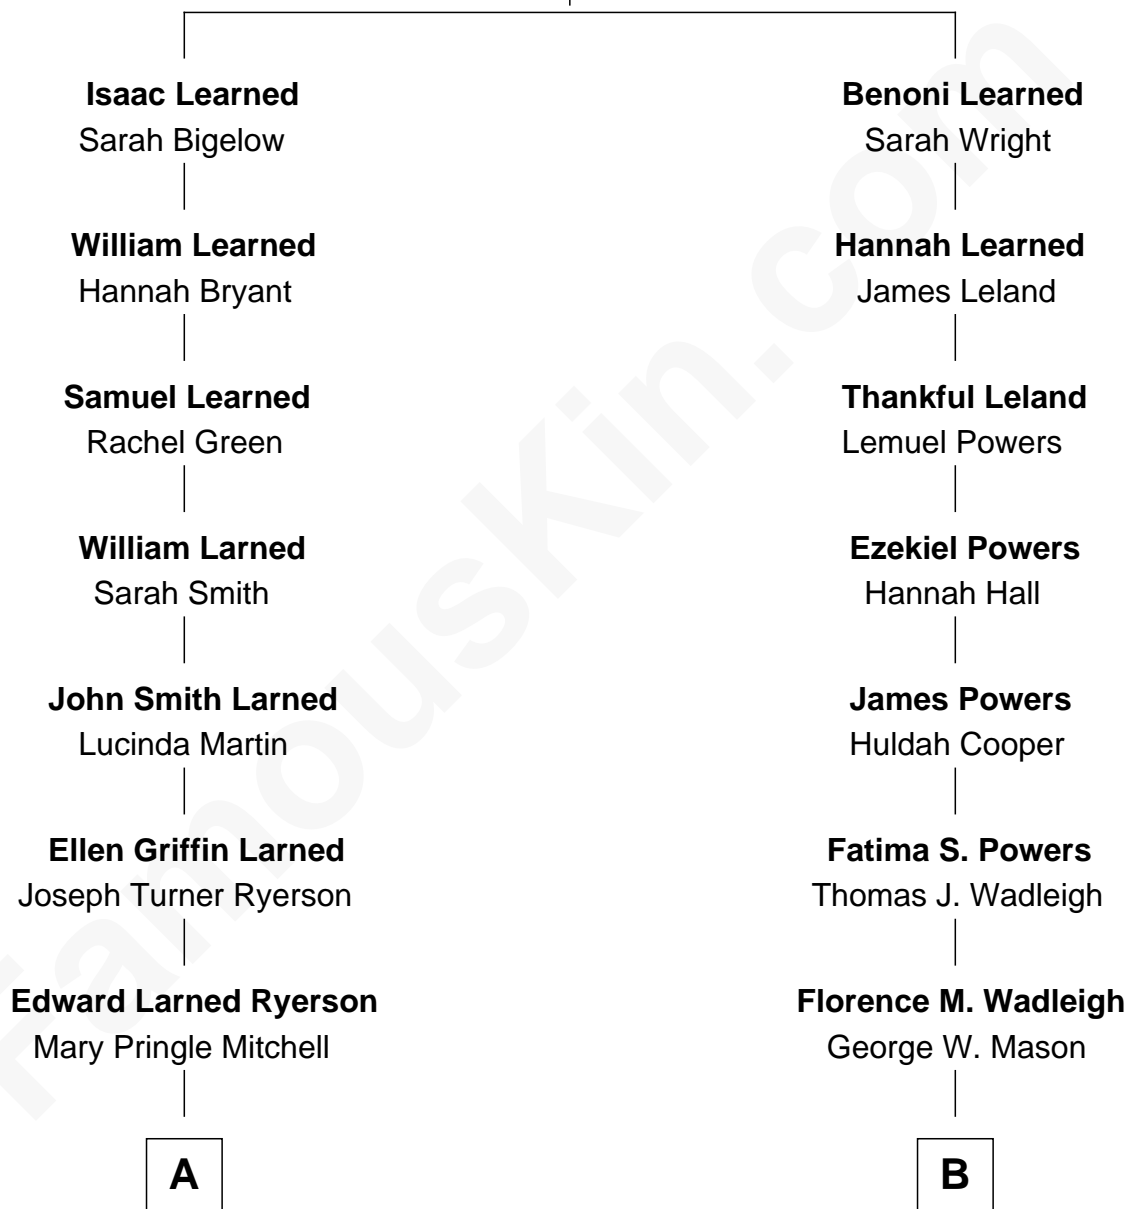 Isaac Learned
Sarah Bigelow
William Learned
Hannah Bryant
Samuel Learned
Rachel Green
William Larned
Sarah Smith
John Smith Larned
Lucinda Martin
Ellen Griffin Larned
Joseph Turner Ryerson
Edward Larned Ryerson
Mary Pringle Mitchell
A
Benoni Learned
Sarah Wright
Hannah Learned
James Leland
Thankful Leland
Lemuel Powers
Ezekiel Powers
Hannah Hall
James Powers
Huldah Cooper
Fatima S. Powers
Thomas J. Wadleigh
Florence M. Wadleigh
George W. Mason
B
FamousKin.com